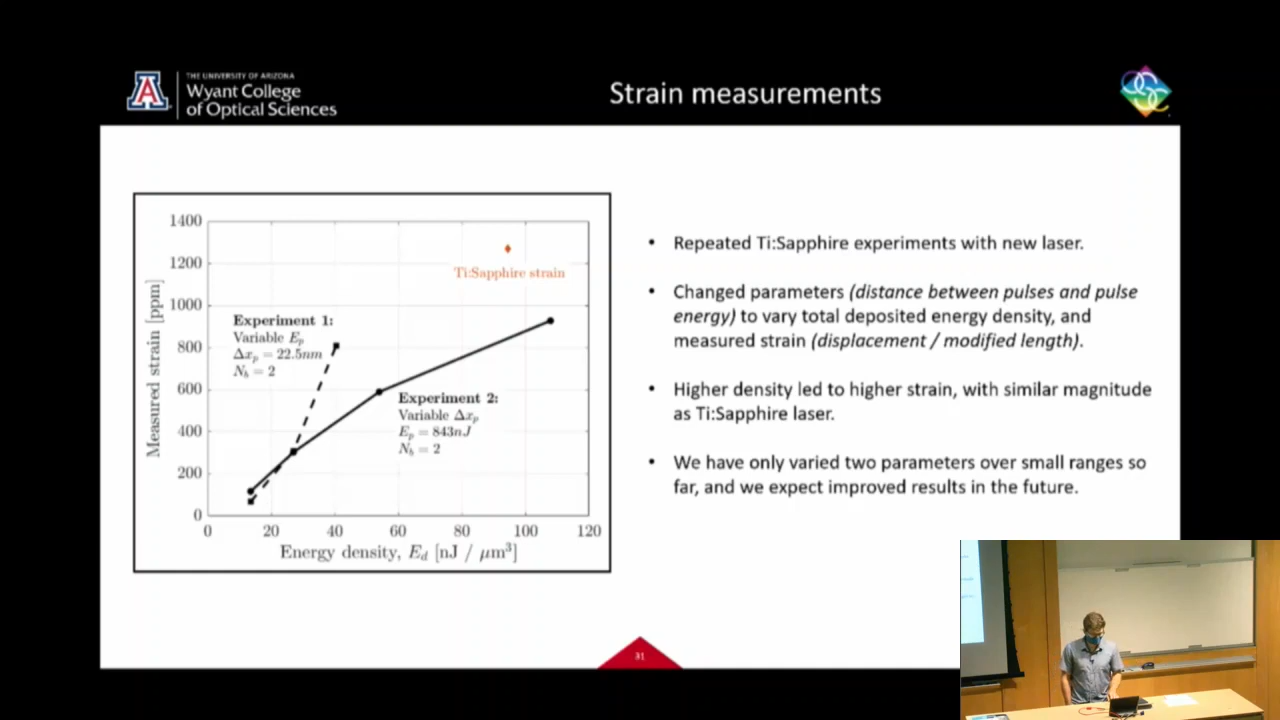 THE UNIVERSITY OF ARIZONA
Wyant College
of Optical Sciences
Strain measurements
1400
1200
1000
800
600
400
200
0
0 20 40 60 80 100 120
Measured strain [ppm]
Energy density, E_d [nJ / μm³]
Ti:Sapphire strain
Experiment 1:
Variable E_p
Δx_p = 22.5nm
N_b = 2
Experiment 2:
Variable Δx_p
E_p = 843nJ
N_b = 2
• Repeated Ti:Sapphire experiments with new laser.
• Changed parameters (distance between pulses and pulse
energy) to vary total deposited energy density, and
measured strain (displacement / modified length).
• Higher density led to higher strain, with similar magnitude
as Ti:Sapphire laser.
• We have only varied two parameters over small ranges so
far, and we expect improved results in the future.
31